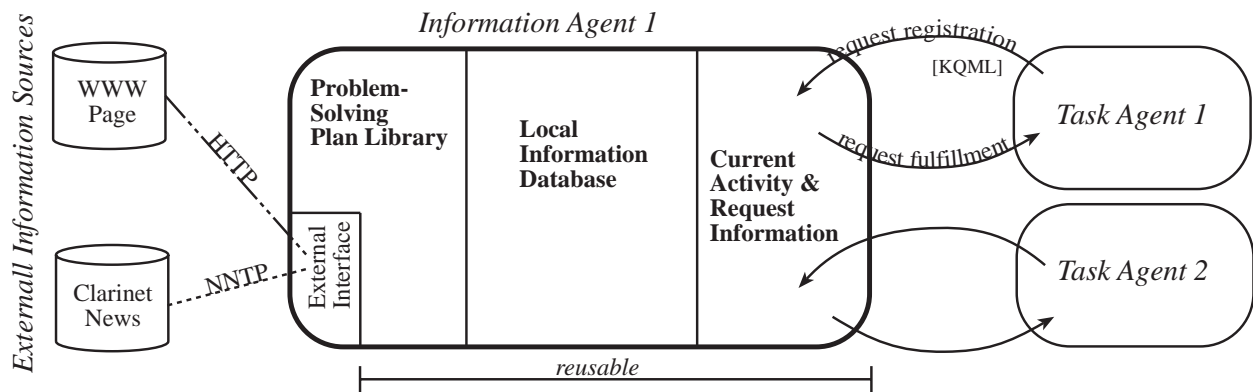 Information Agent 1
Externall Information Sources
WWW
Page
HTTP
Clarinet
News
NNTP
Problem-
Solving
Plan Library
External
Interface
Local
Information
Database
Current
Activity &
Request
Information
request registration
[KQML]
request fulfillment
Task Agent 1
Task Agent 2
reusable